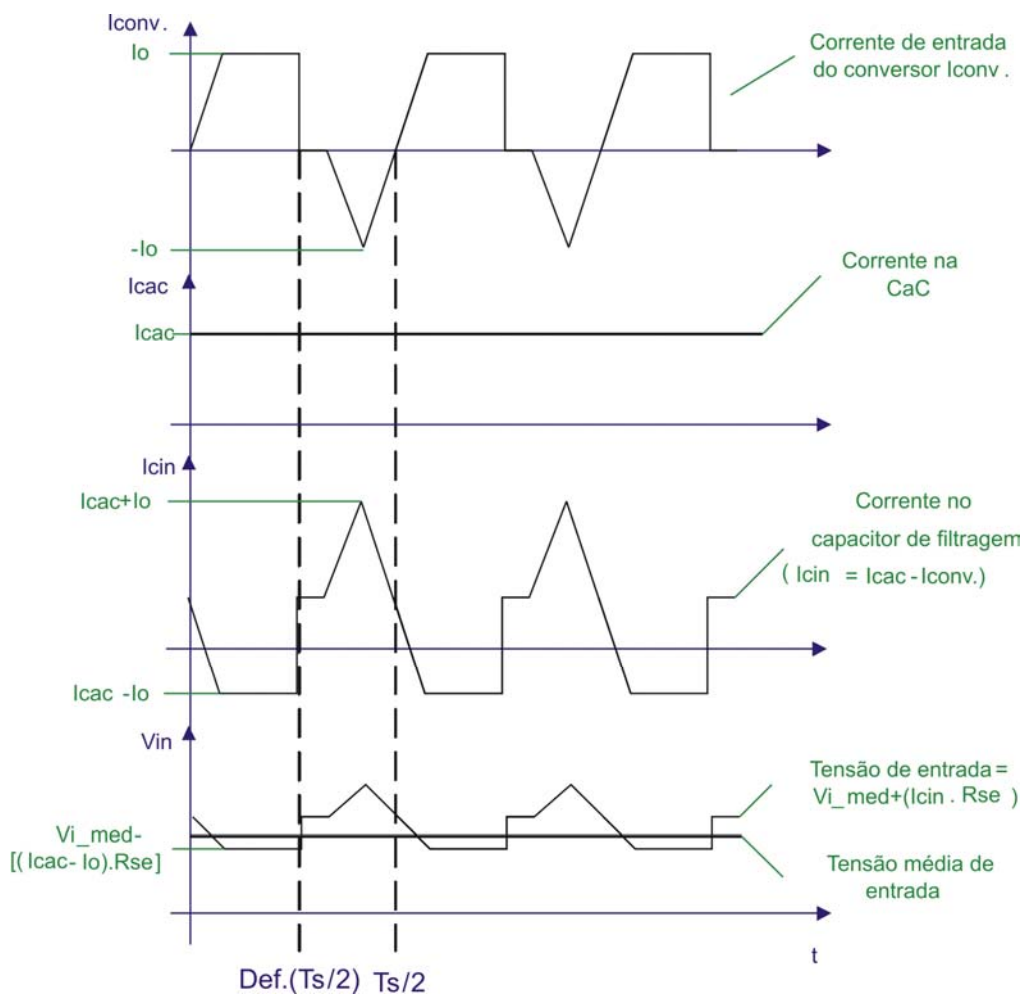 Iconv.
Io
Corrente de entrada
do conversor Iconv .
-Io
Icac
Corrente na
CaC
Icac
Icin
Icac+Io
Corrente no
capacitor de filtragem
( Icin = Icac - Iconv.)
Icac -Io
Vin
Tensão de entrada =
Vi_med+(Icin . Rse )
Vi_med-
[(Icac- Io).Rse]
Tensão média de
entrada
t
Def.(Ts/2)
Ts/2